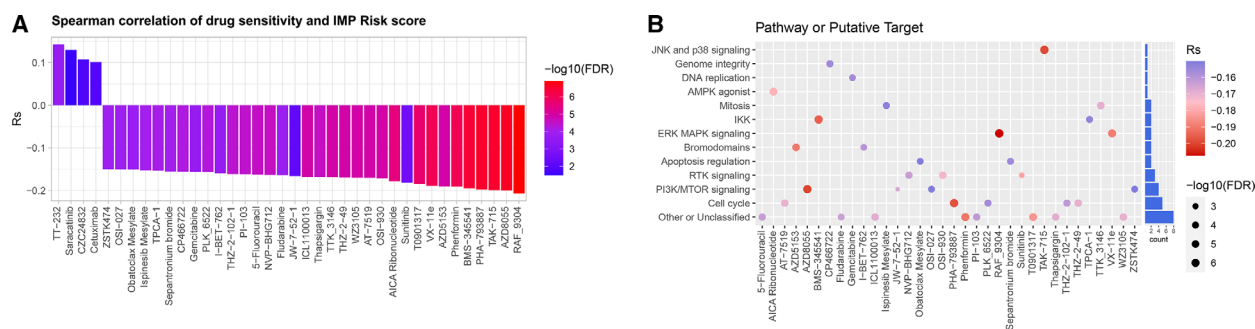 A
Spearman correlation of drug sensitivity and IMP Risk score
Rs
0.1
0.0
−0.1
−0.2
TT-232
Saracatinib
CZC24832
Cetuximab
ZSTK474
OSI-027
Obatoclax Mesylate
Ispinesib Mesylate
TPCA-1
Sepantronium bromide
CP466722
Gemcitabine
PLK_6522
I-BET-762
THZ-2-102-1
PI-103
5-Fluorouracil
NVP-BHG712
Fludarabine
JW-7-52-1
ICL1100013
Thapsigargin
TTK_3146
THZ-2-49
WZ3105
AT-7519
OSI-930
AICA Ribonucleotide
Sunitinib
T0901317
VX-11e
AZD5153
Phenformin
BMS-345541
PHA-793887
TAK-715
AZD8055
RAF_9304
−log10(FDR)
6
5
4
3
2
B
Pathway or Putative Target
JNK and p38 signaling
Genome integrity
DNA replication
AMPK agonist
Mitosis
IKK
ERK MAPK signaling
Bromodomains
Apoptosis regulation
RTK signaling
PI3K/MTOR signaling
Cell cycle
Other or Unclassified
5-Fluorouracil
AICA Ribonucleotide
AT-7519
AZD5153
AZD8055
BMS-345541
CP466722
Fludarabine
Gemcitabine
I-BET-762
ICL1100013
Ispinesib Mesylate
JW-7-52-1
NVP-BHG712
Obatoclax Mesylate
OSI-027
OSI-930
PHA-793887
Phenformin
PI-103
PLK_6522
RAF_9304
Sepantronium bromide
Sunitinib
T0901317
TAK-715
Thapsigargin
THZ-2-102-1
THZ-2-49
TPCA-1
TTK_3146
VX-11e
WZ3105
ZSTK474
2 4 6 8
count
Rs
−0.16
−0.17
−0.18
−0.19
−0.20
−log10(FDR)
3
4
5
6